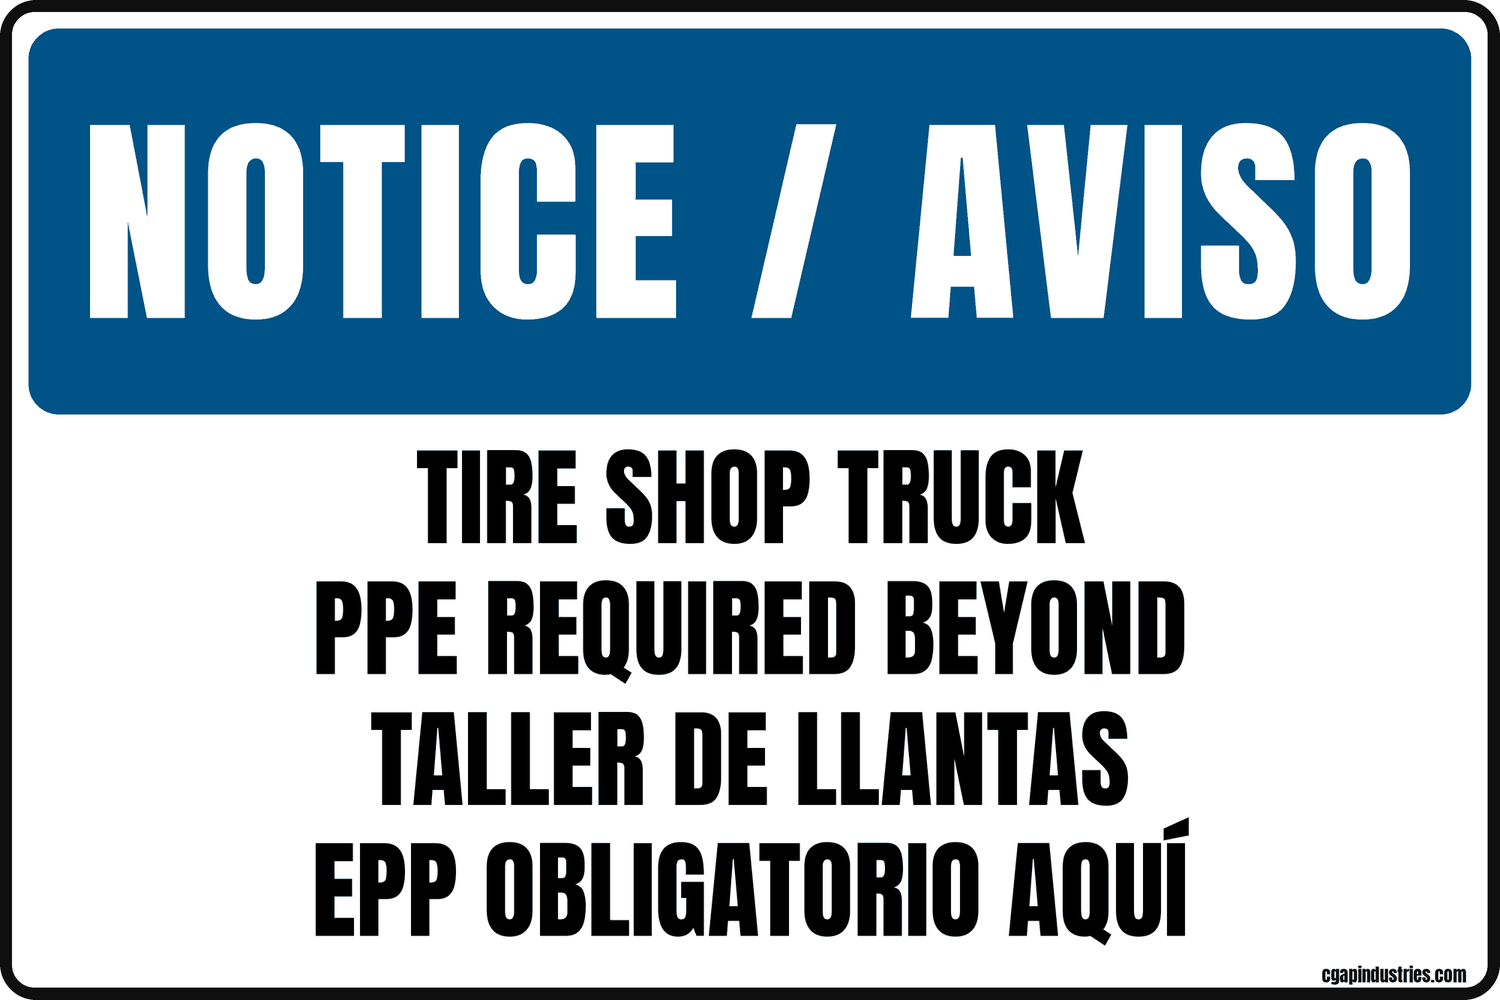 NOTICE / AVISO
TIRE SHOP TRUCK
PPE REQUIRED BEYOND
TALLER DE LLANTAS
EPP OBLIGATORIO AQUÍ
cgapindustries.com